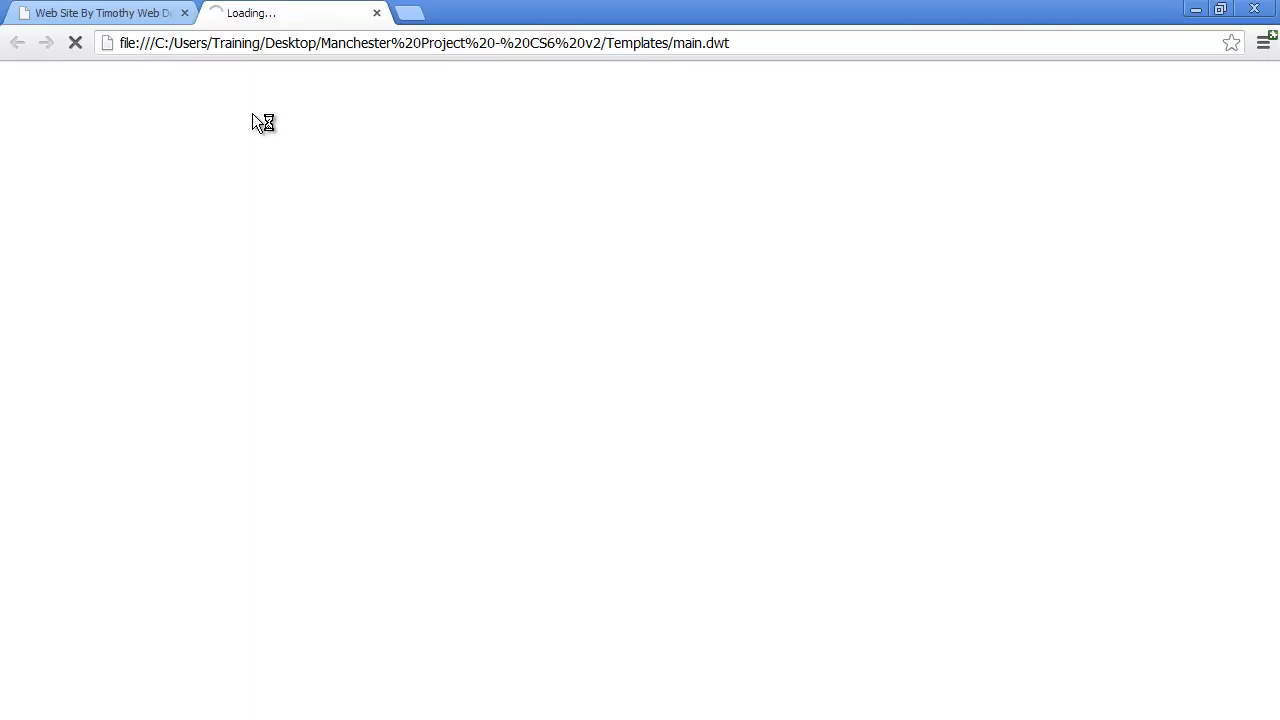 Web Site By Timothy Web De
Loading...
file:///C:/Users/Training/Desktop/Manchester%20Project%20-%20CS6%20v2/Templates/main.dwt